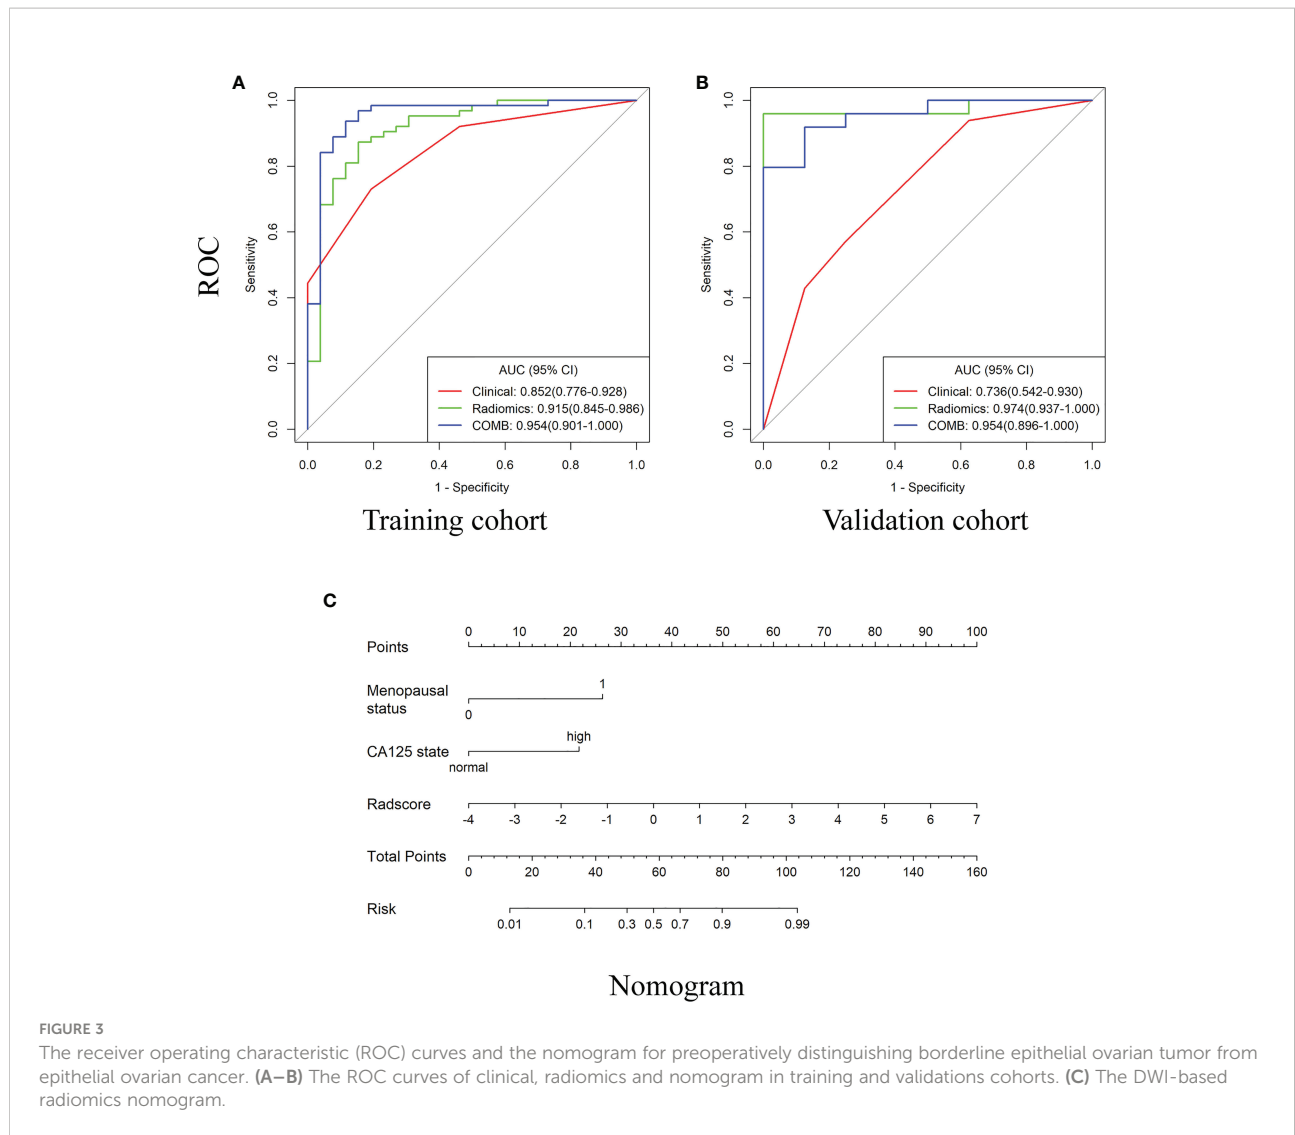 A
B
ROC
1.0
0.8
0.6
0.4
0.2
0.0
Sensitivity
AUC (95% CI)
Clinical: 0.852(0.776-0.928)
Radiomics: 0.915(0.845-0.986)
COMB: 0.954(0.901-1.000)
0.0 0.2 0.4 0.6 0.8 1.0
1 - Specificity
Training cohort
1.0
0.8
0.6
0.4
0.2
0.0
Sensitivity
AUC (95% CI)
Clinical: 0.736(0.542-0.930)
Radiomics: 0.974(0.937-1.000)
COMB: 0.954(0.896-1.000)
0.0 0.2 0.4 0.6 0.8 1.0
1 - Specificity
Validation cohort
C
0 10 20 30 40 50 60 70 80 90 100
Points
1
Menopausal
status
0
high
CA125 state
normal
Radscore
-4 -3 -2 -1 0 1 2 3 4 5 6 7
Total Points
0 20 40 60 80 100 120 140 160
Risk
0.01 0.1 0.3 0.5 0.7 0.9 0.99
Nomogram
FIGURE 3
The receiver operating characteristic (ROC) curves and the nomogram for preoperatively distinguishing borderline epithelial ovarian tumor from
epithelial ovarian cancer. (A–B) The ROC curves of clinical, radiomics and nomogram in training and validations cohorts. (C) The DWI-based
radiomics nomogram.